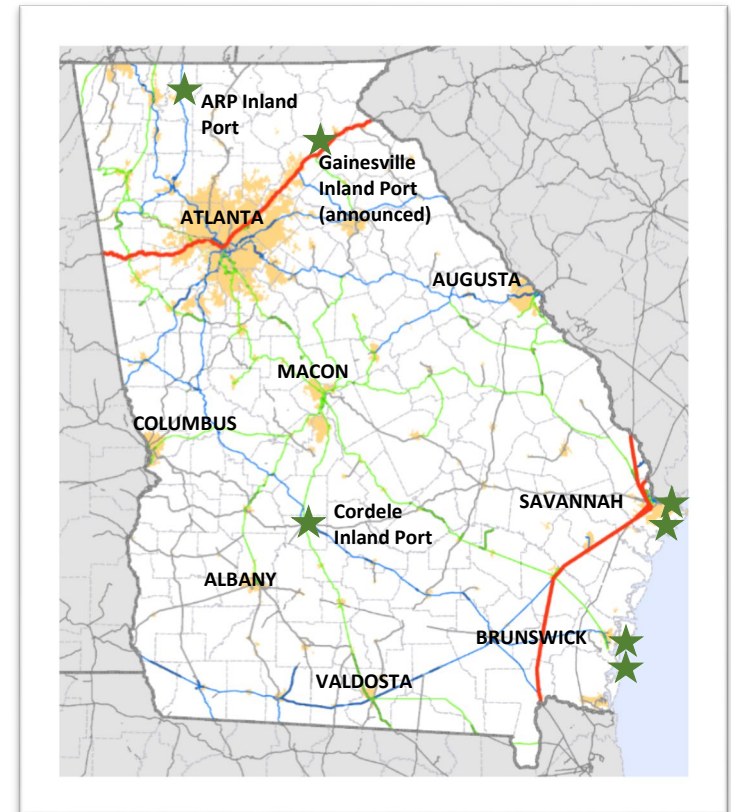 ARP Inland
Port
Gainesville
Inland Port
(announced)
ATLANTA
AUGUSTA
MACON
COLUMBUS
SAVANNAH
Cordele
Inland Port
ALBANY
BRUNSWICK
VALDOSTA